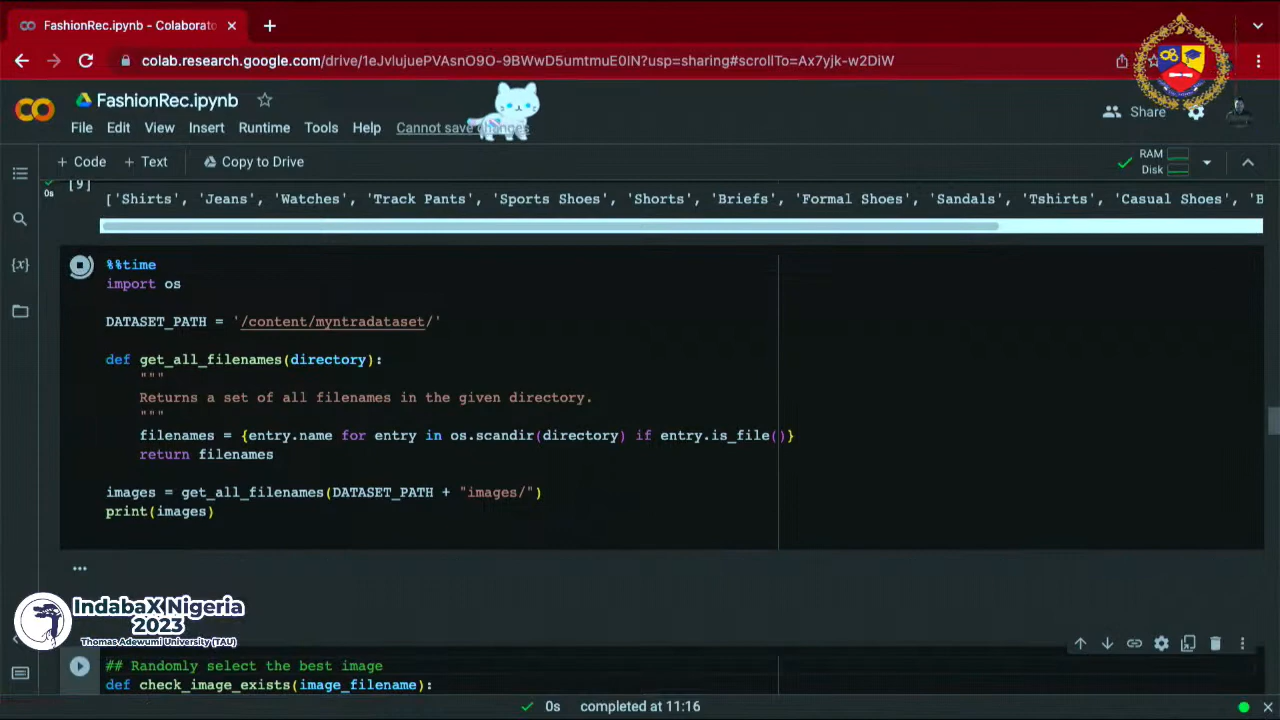 FashionRec.ipynb - Colaborato
colab.research.google.com/drive/1eJvlujuePVAsnO9O-9BWwD5umtmuE0lN?usp=sharing#scrollTo=Ax7yjk-w2DiW
FashionRec.ipynb
Share
File Edit View Insert Runtime Tools Help Cannot save changes
+ Code + Text Copy to Drive
RAM
Disk
[9]
0s
['Shirts', 'Jeans', 'Watches', 'Track Pants', 'Sports Shoes', 'Shorts', 'Briefs', 'Formal Shoes', 'Sandals', 'Tshirts', 'Casual Shoes', 'B
%%time
import os
DATASET_PATH = '/content/myntradataset/'
def get_all_filenames(directory):
"""
Returns a set of all filenames in the given directory.
"""
filenames = {entry.name for entry in os.scandir(directory) if entry.is_file()}
return filenames
images = get_all_filenames(DATASET_PATH + "images/")
print(images)
...
IndabaX Nigeria
2023
Thomas Adewumi University (TAU)
## Randomly select the best image
def check_image_exists(image_filename):
0s completed at 11:16